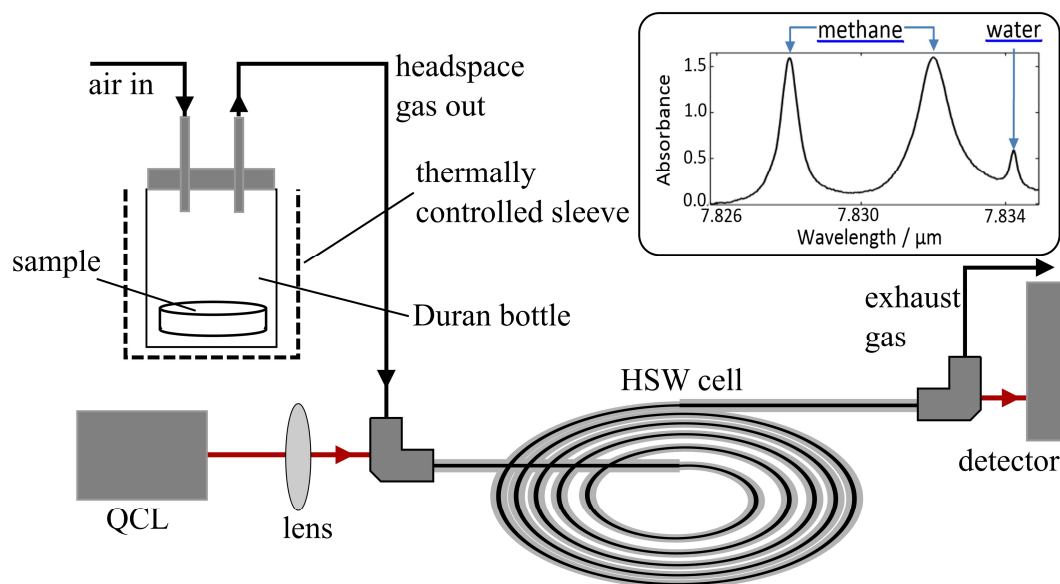 air in
headspace
gas out
thermally
controlled sleeve
sample
Duran bottle
QCL
lens
HSW cell
exhaust
gas
detector
methane
water
Absorbance
1.5
1.0
0.5
0.0
7.826
7.830
7.834
Wavelength / μm